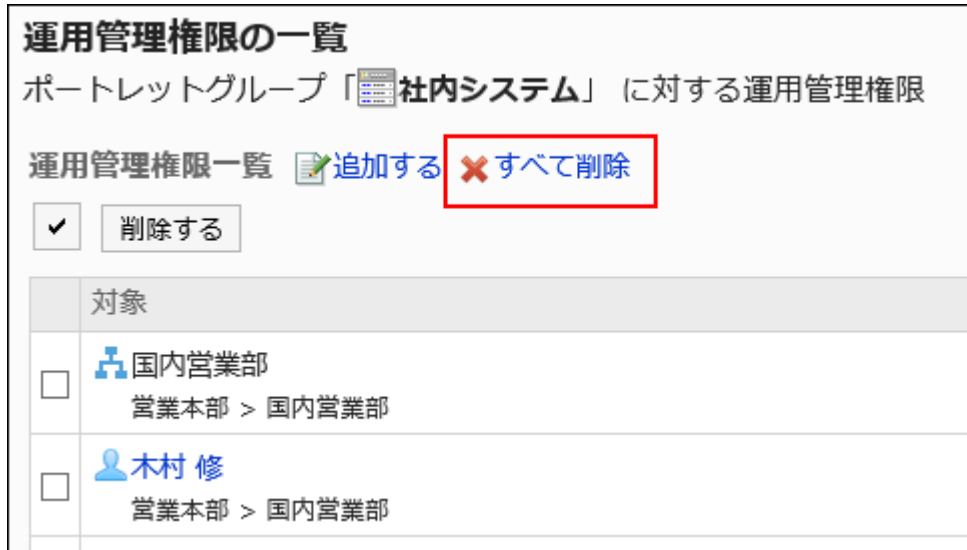 運用管理権限の一覧
ポートレットグループ「社内システム」 に対する運用管理権限
運用管理権限一覧 追加する すべて削除
削除する
対象
国内営業部
営業本部 > 国内営業部
木村 修
営業本部 > 国内営業部